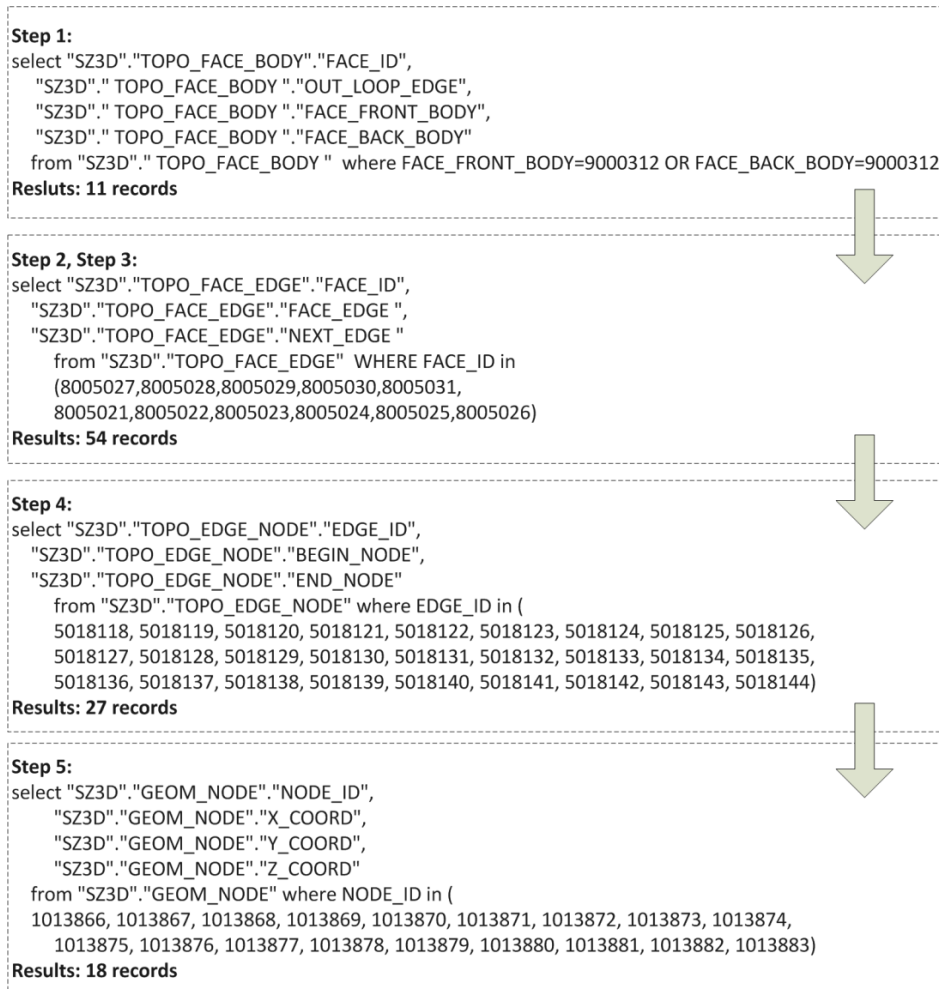 Step 1:
select "SZ3D"."TOPO_FACE_BODY"."FACE_ID",
"SZ3D"." TOPO_FACE_BODY "."OUT_LOOP_EDGE",
"SZ3D"." TOPO_FACE_BODY "."FACE_FRONT_BODY",
"SZ3D"." TOPO_FACE_BODY "."FACE_BACK_BODY"
from "SZ3D"." TOPO_FACE_BODY " where FACE_FRONT_BODY=9000312 OR FACE_BACK_BODY=9000312
Resluts: 11 records
Step 2, Step 3:
select "SZ3D"."TOPO_FACE_EDGE"."FACE_ID",
"SZ3D"."TOPO_FACE_EDGE"."FACE_EDGE ",
"SZ3D"."TOPO_FACE_EDGE"."NEXT_EDGE "
from "SZ3D"."TOPO_FACE_EDGE" WHERE FACE_ID in
(8005027,8005028,8005029,8005030,8005031,
8005021,8005022,8005023,8005024,8005025,8005026)
Results: 54 records
Step 4:
select "SZ3D"."TOPO_EDGE_NODE"."EDGE_ID",
"SZ3D"."TOPO_EDGE_NODE"."BEGIN_NODE",
"SZ3D"."TOPO_EDGE_NODE"."END_NODE"
from "SZ3D"."TOPO_EDGE_NODE" where EDGE_ID in (
5018118, 5018119, 5018120, 5018121, 5018122, 5018123, 5018124, 5018125, 5018126,
5018127, 5018128, 5018129, 5018130, 5018131, 5018132, 5018133, 5018134, 5018135,
5018136, 5018137, 5018138, 5018139, 5018140, 5018141, 5018142, 5018143, 5018144)
Results: 27 records
Step 5:
select "SZ3D"."GEOM_NODE"."NODE_ID",
"SZ3D"."GEOM_NODE"."X_COORD",
"SZ3D"."GEOM_NODE"."Y_COORD",
"SZ3D"."GEOM_NODE"."Z_COORD"
from "SZ3D"."GEOM_NODE" where NODE_ID in (
1013866, 1013867, 1013868, 1013869, 1013870, 1013871, 1013872, 1013873, 1013874,
1013875, 1013876, 1013877, 1013878, 1013879, 1013880, 1013881, 1013882, 1013883)
Results: 18 records